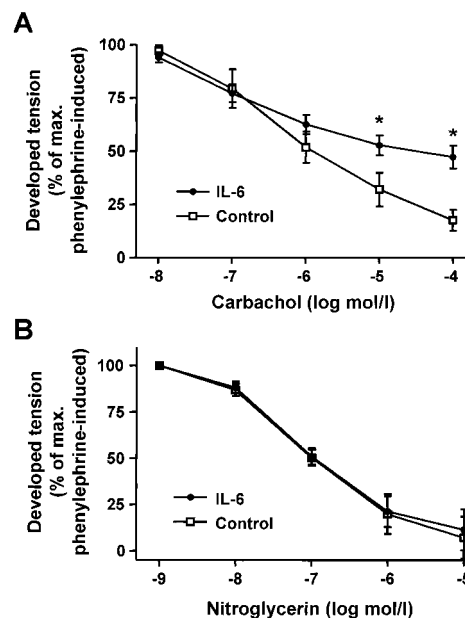 A
Developed tension
(% of max.
phenylephrine-induced)
100
75
50
25
0
* *
IL-6
Control
-8 -7 -6 -5 -4
Carbachol (log mol/l)
B
Developed tension
(% of max.
phenylephrine-induced)
100
75
50
25
0
IL-6
Control
-9 -8 -7 -6 -5
Nitroglycerin (log mol/l)